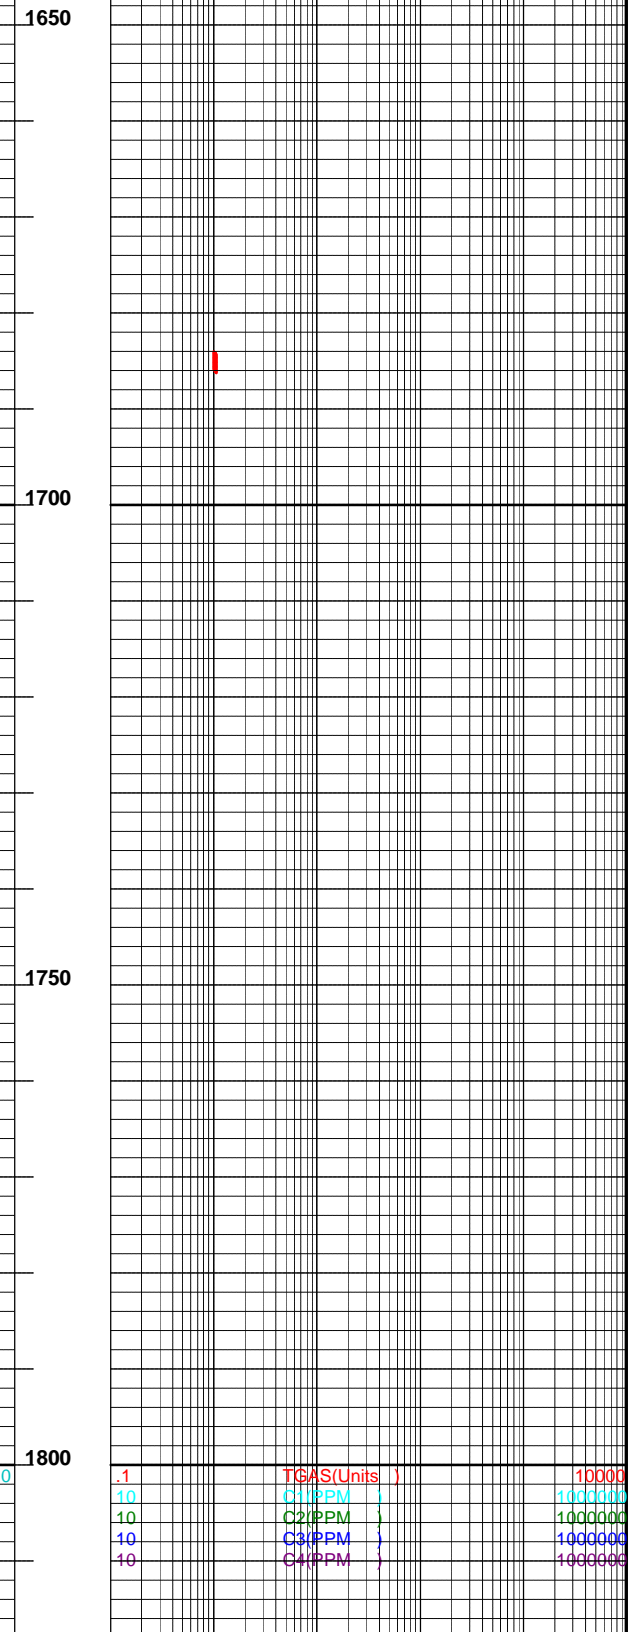 1650
1700
1750
1800
0 .1 TGAS(Units ) 10000
10 C1(PPM ) 1000000
10 C2(PPM ) 1000000
10 C3(PPM ) 1000000
10 C4(PPM ) 1000000